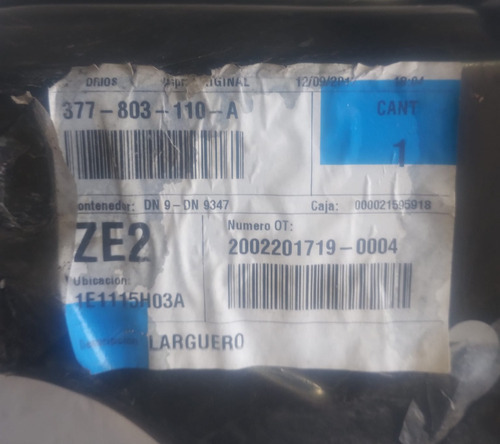 377-803-110-A
CANT
1
Contenedor: DN 9-DN 9347
Caja: 000021595918
ZE2
Numero OT:
2002201719-0004
Ubicación:
1E1115H03A
LARGUERO